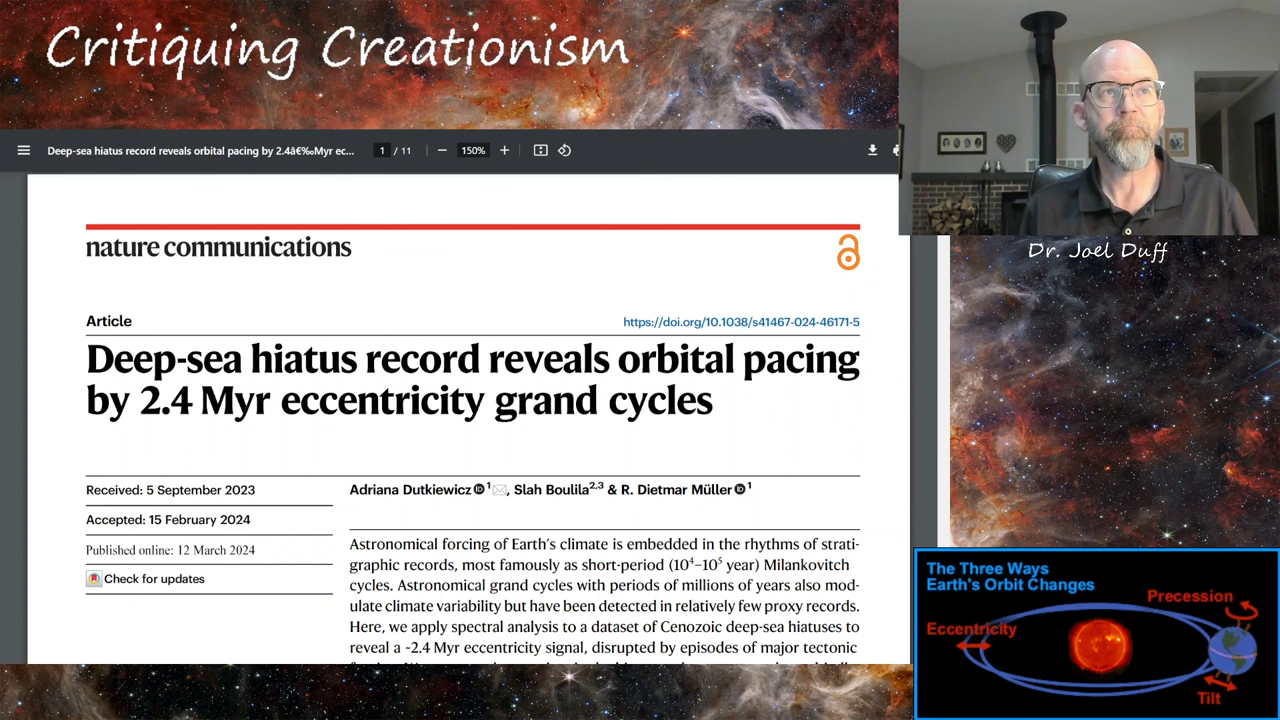 Critiquing Creationism
Deep-sea hiatus record reveals orbital pacing by 2.4â€‰Myr ec...
1 / 11
150%
nature communications
Article
https://doi.org/10.1038/s41467-024-46171-5
Deep-sea hiatus record reveals orbital pacing
by 2.4 Myr eccentricity grand cycles
Received: 5 September 2023
Accepted: 15 February 2024
Published online: 12 March 2024
Check for updates
Adriana Dutkiewicz 1, Slah Boulila2,3 & R. Dietmar Müller 1
Astronomical forcing of Earth's climate is embedded in the rhythms of strati-
graphic records, most famously as short-period (10⁴–10⁵ year) Milankovitch
cycles. Astronomical grand cycles with periods of millions of years also mod-
ulate climate variability but have been detected in relatively few proxy records.
Here, we apply spectral analysis to a dataset of Cenozoic deep-sea hiatuses to
reveal a ~2.4 Myr eccentricity signal, disrupted by episodes of major tectonic
Dr. Joel Duff
The Three Ways
Earth's Orbit Changes
Precession
Eccentricity
Tilt